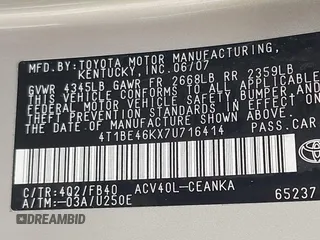 MFD. BY:TOYOTA MOTOR MANUFACTURING,
KENTUCKY, INC. 06/07
GVWR 4345LB GAWR FR 2668LB RR 2359LB
THIS VEHICLE CONFORMS TO ALL APPLICABLE
FEDERAL MOTOR VEHICLE SAFETY, BUMPER, AND
THEFT PREVENTION STANDARDS IN EFFECT ON
THE DATE OF MANUFACTURE SHOWN ABOVE.
4T1BE46KX7U716414 PASS. CAR
C/TR:4Q2/FB40 ACV40L-CEANKA
A/TM:-03A/U250E 65237
DREAMBID